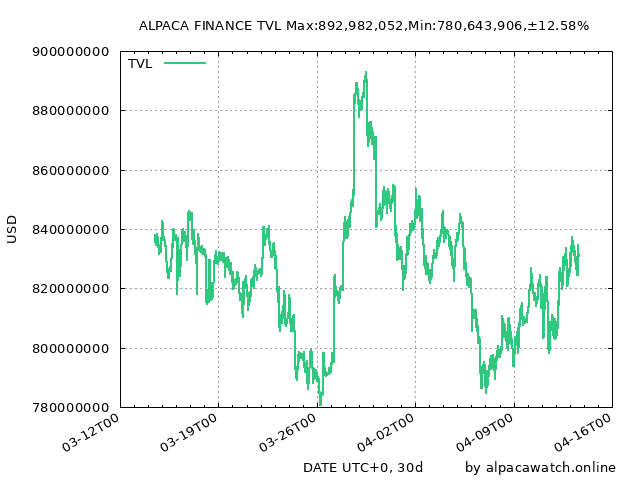 ALPACA FINANCE TVL Max:892,982,052,Min:780,643,906,±12.58%
900000000
TVL
880000000
860000000
840000000
USD
820000000
800000000
780000000
03-12T00
03-19T00
03-26T00
04-02T00
04-09T00
04-16T00
DATE UTC+0, 30d
by alpacawatch.online